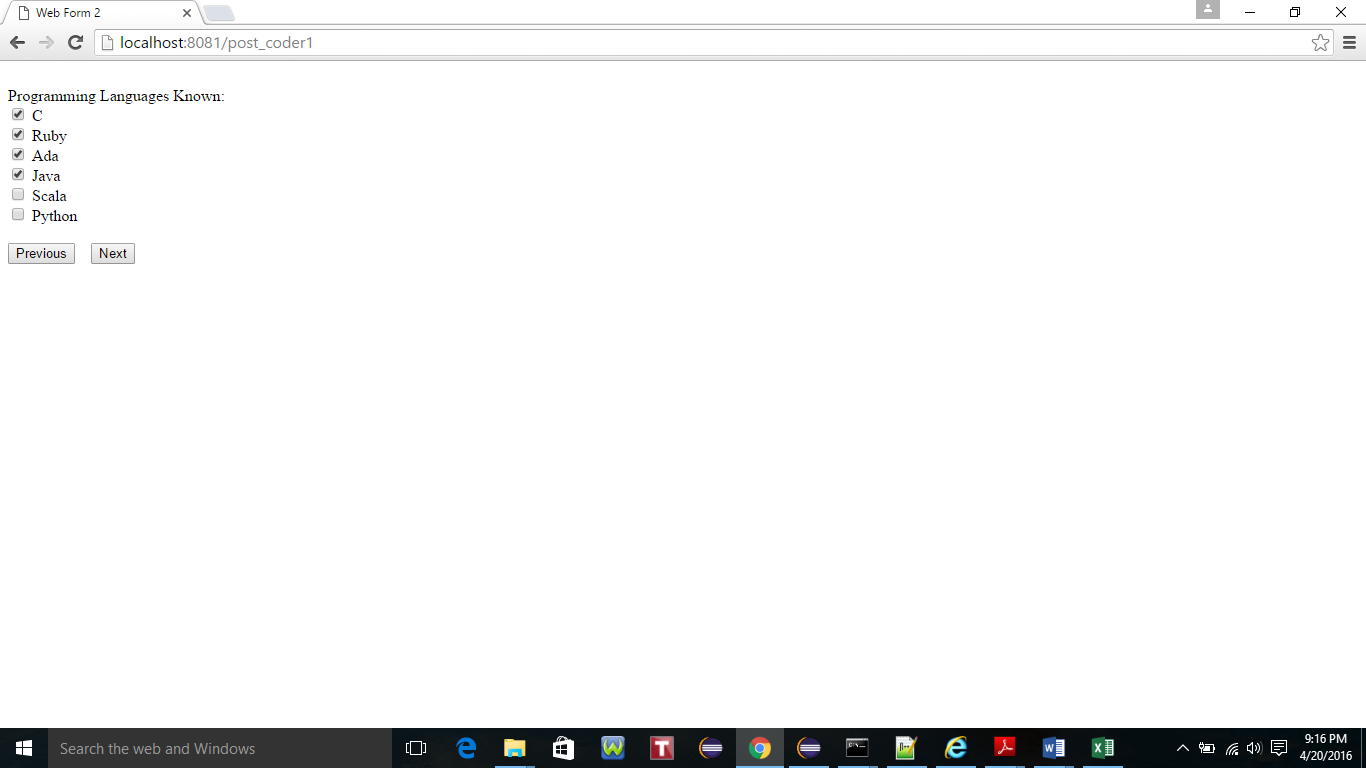 Web Form 2
localhost:8081/post_coder1
Programming Languages Known:
C
Ruby
Ada
Java
Scala
Python
Previous Next
Search the web and Windows
9:16 PM
4/20/2016